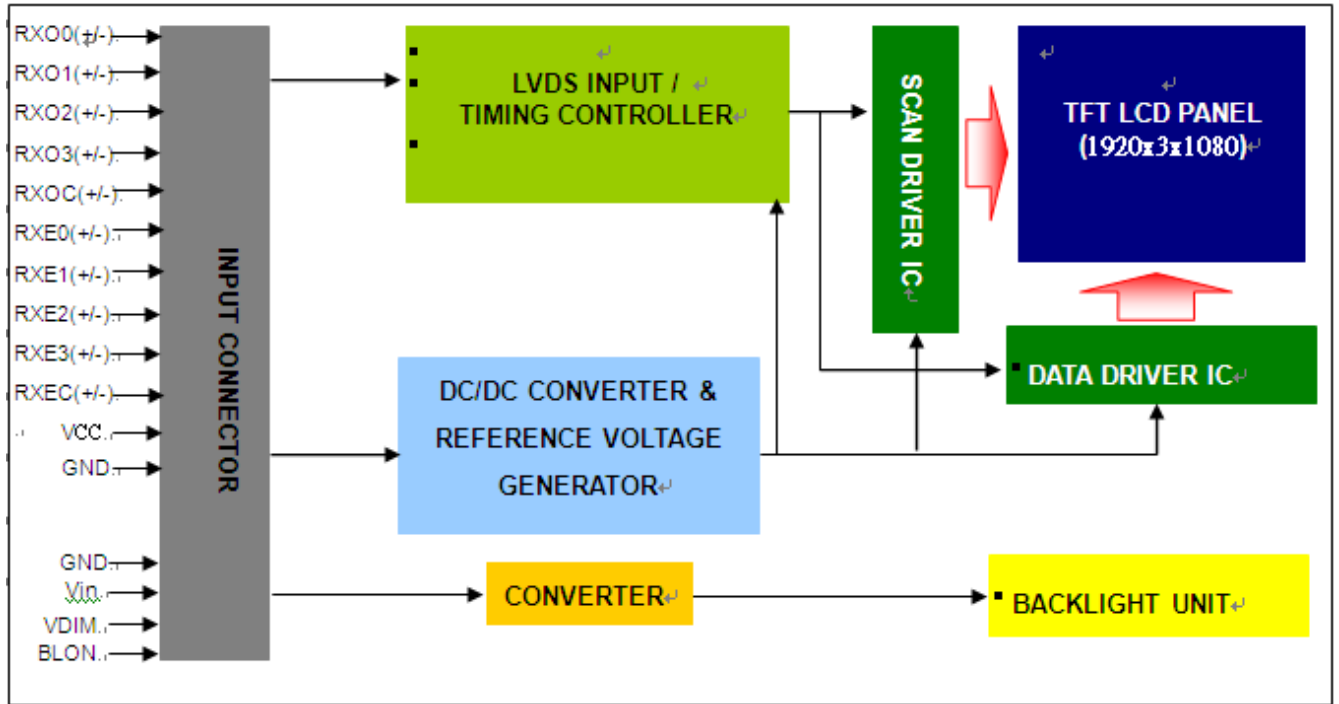 RXO0(+/-).
RXO1(+/-).
RXO2(+/-).
RXO3(+/-).
RXOC(+/-).
RXE0(+/-).
RXE1(+/-).
RXE2(+/-).
RXE3(+/-).
RXEC(+/-).
VCC.
GND.
GND.
Vin.
VDIM.
BLON.
INPUT CONNECTOR
LVDS INPUT /
TIMING CONTROLLER
SCAN DRIVER IC
TFT LCD PANEL
(1920x3x1080)
DATA DRIVER IC
DC/DC CONVERTER &
REFERENCE VOLTAGE
GENERATOR
CONVERTER
BACKLIGHT UNIT